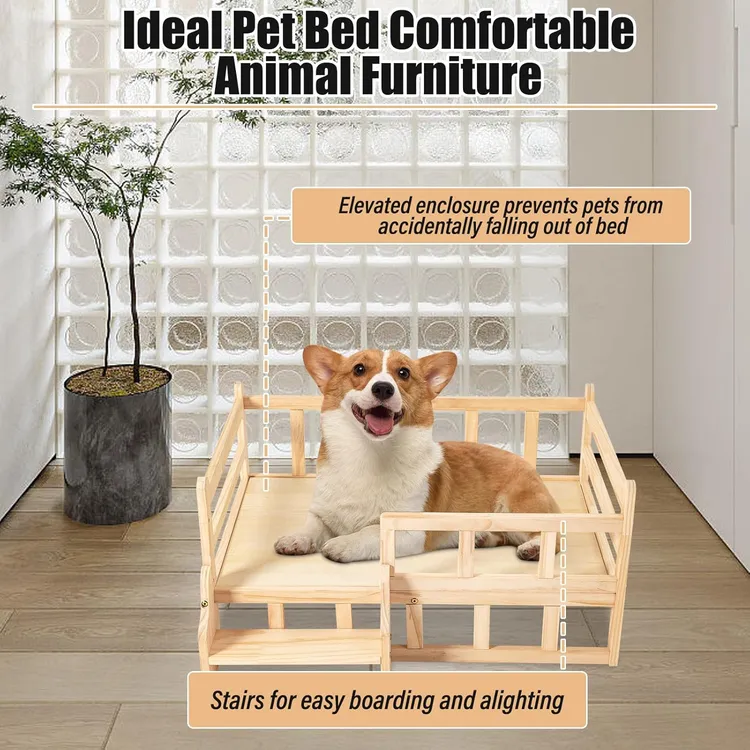 Ideal Pet Bed Comfortable
Animal Furniture
Elevated enclosure prevents pets from
accidentally falling out of bed
Stairs for easy boarding and alighting